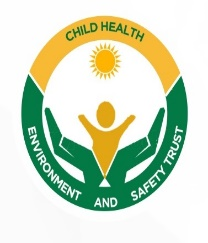 CHILD HEALTH
ENVIRONMENT AND SAFETY TRUST